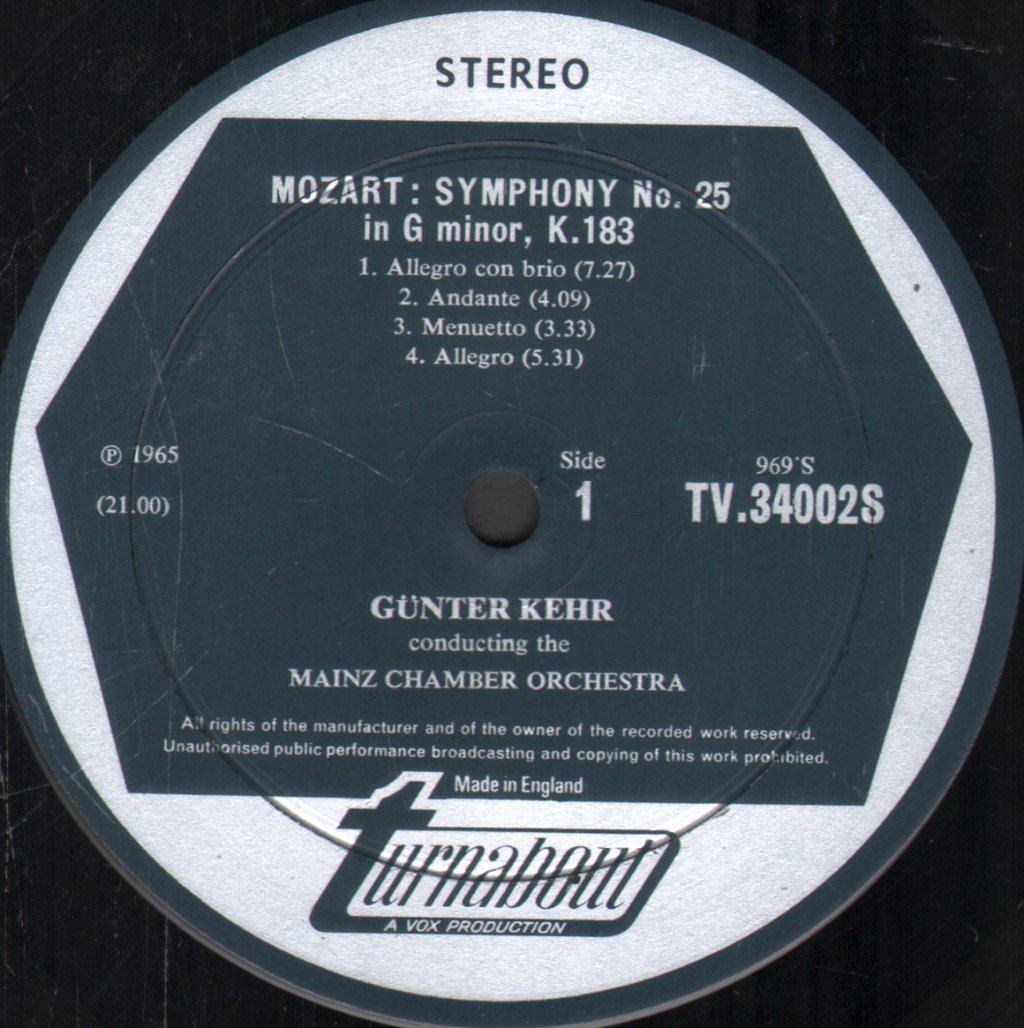 STEREO
MOZART: SYMPHONY No. 25
in G minor, K.183
1. Allegro con brio (7.27)
2. Andante (4.09)
3. Menuetto (3.33)
4. Allegro (5.31)
℗ 1965
(21.00)
Side
1
969'S
TV.34002S
GÜNTER KEHR
conducting the
MAINZ CHAMBER ORCHESTRA
All rights of the manufacturer and of the owner of the recorded work reserved.
Unauthorised public performance broadcasting and copying of this work prohibited.
Made in England
turnabout
A VOX PRODUCTION